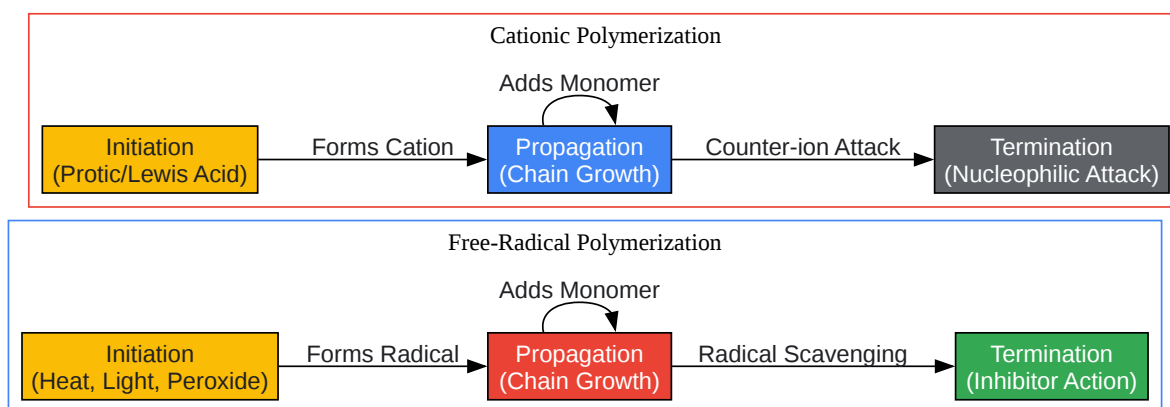 Cationic Polymerization
Adds Monomer
Initiation
(Protic/Lewis Acid)
Forms Cation
Propagation
(Chain Growth)
Counter-ion Attack
Termination
(Nucleophilic Attack)
Free-Radical Polymerization
Adds Monomer
Initiation
(Heat, Light, Peroxide)
Forms Radical
Propagation
(Chain Growth)
Radical Scavenging
Termination
(Inhibitor Action)